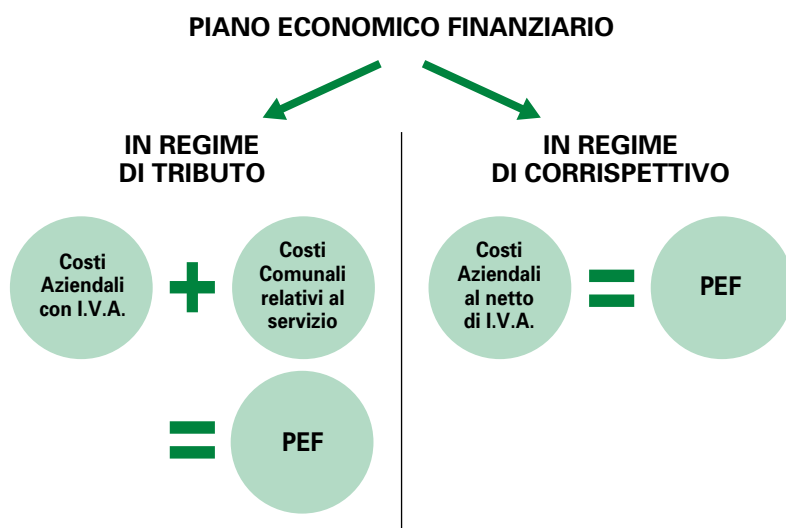 PIANO ECONOMICO FINANZIARIO
IN REGIME
DI TRIBUTO
Costi
Aziendali
con I.V.A.
+
Costi
Comunali
relativi al
servizio
=
PEF
IN REGIME
DI CORRISPETTIVO
Costi
Aziendali
al netto
di I.V.A.
=
PEF